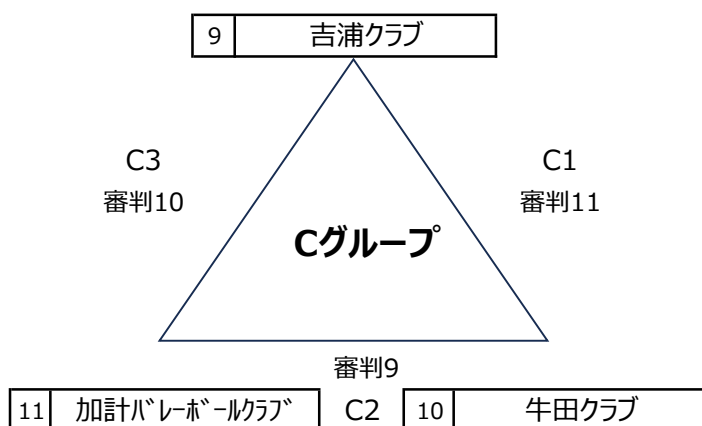 9 吉浦クラブ
C3 C1
審判10 審判11
Cグループ
審判9
11 加計ﾊﾞﾚｰﾎﾞｰﾙｸﾗﾌﾞ C2 10 牛田クラブ